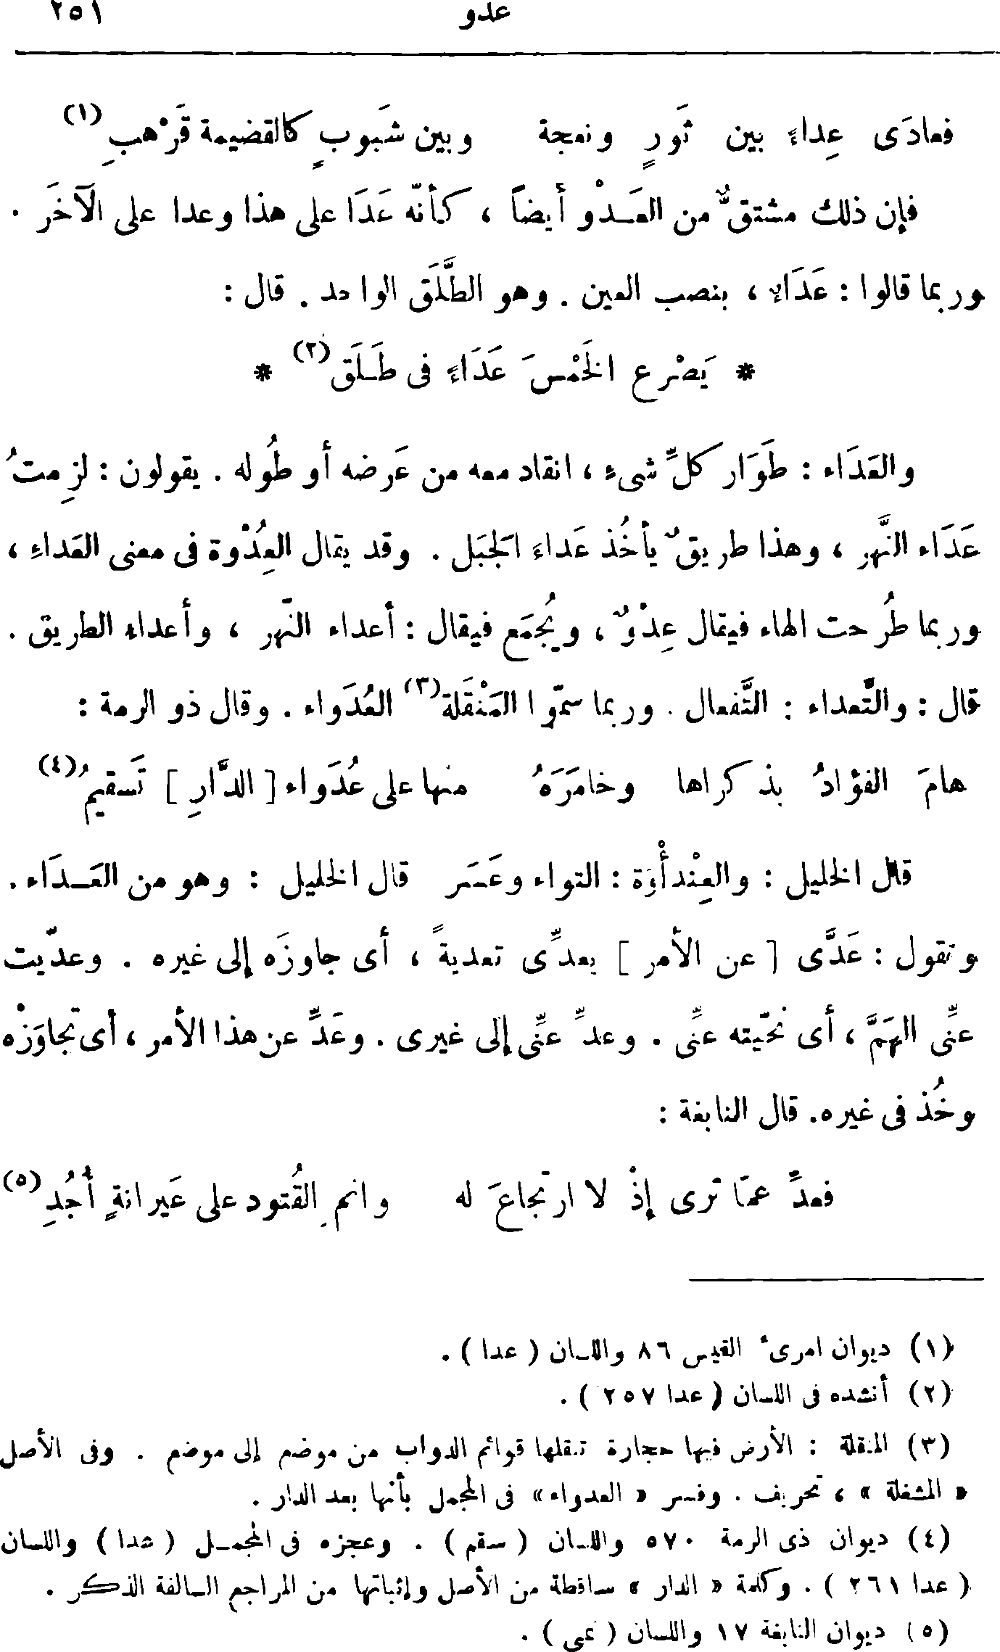 عدو ٢٥١
فعادَى عِداءً بين ثَورٍ ونعجة وبين شَبوبٍ كالقضيمة قَرْهبِ (١)
فإن ذلك مشتقٌّ من العَدْو أيضاً ، كأنّه عَدَا على هذا وعدا على الآخَر .
وربما قالوا : عَدَاء ، بنصب العين . وهو الطَّلَق الواحد . قال :
* يَصْرع الخَمْسَ عَدَاءً فى طَلَق (٢) *
والعَدَاء : طَوَار كلِّ شىءٍ ، انقاد معه من عَرضه أو طُوله . يقولون : لزِمتُ
عَدَاء النَّهر ، وهذا طريقٌ يأخُذ عَداءَ الجبَل . وقد يقال العُِدْوة فى معنى العَداءِ ،
وربما طُرحت الهاء فيقال عِدْوٌ ، ويُجمَع فيقال : أعداء النّهر ، وأعداء الطريق .
قال : والتَّعداء : التَّفعال . وربما سمّوا المَنْقَلة (٣) العُدَواء . وقال ذو الرمة :
هامَ الفؤادُ بذكراها وخامَرَهُ منها على عُدَواء [ الدَّارِ ] تَسقيمُ (٤)
قال الخليل : والعِنْدأْوة : التواء وعَسَر قال الخليل : وهو من العَداء .
وتقول : عَدَّى [ عن الأمر ] يعدِّى تعديةً ، أى جاوزَه إلى غيره . وعدّيت
عنِّى الهَمَّ ، أى نحّيته عنِّى . وعدِّ عنِّى إلى غيرى . وعَدِّ عن هذا الأمر ، أى تجاوَزْه
وخُذ فى غيره. قال النابغة :
فعدِّ عمّا ترى إذْ لا ارتجاعَ له وانم القُتود على عَيرانةٍ أُجُدِ (٥)
(١) ديوان امرئ القيس ٨٦ واللسان ( عدا ) .
(٢) أنشده فى اللسان ( عدا ٢٥٧ ) .
(٣) المنقلة : الأرض فيها حجارة تنقلها قوائم الدواب من موضع إلى موضع . وفى الأصل
« المشغلة » ، تحريف . وفسر « العدواء » فى المجمل بأنها بعد الدار .
(٤) ديوان ذى الرمة ٥٧٠ واللسان ( سقم ) . وعجزه فى المجمل ( عدا ) واللسان
( عدا ٢٦١ ) . وكلمة « الدار » ساقطة من الأصل وإثباتها من المراجع السالفة الذكر .
(٥) ديوان النابغة ١٧ واللسان ( نمى ) .